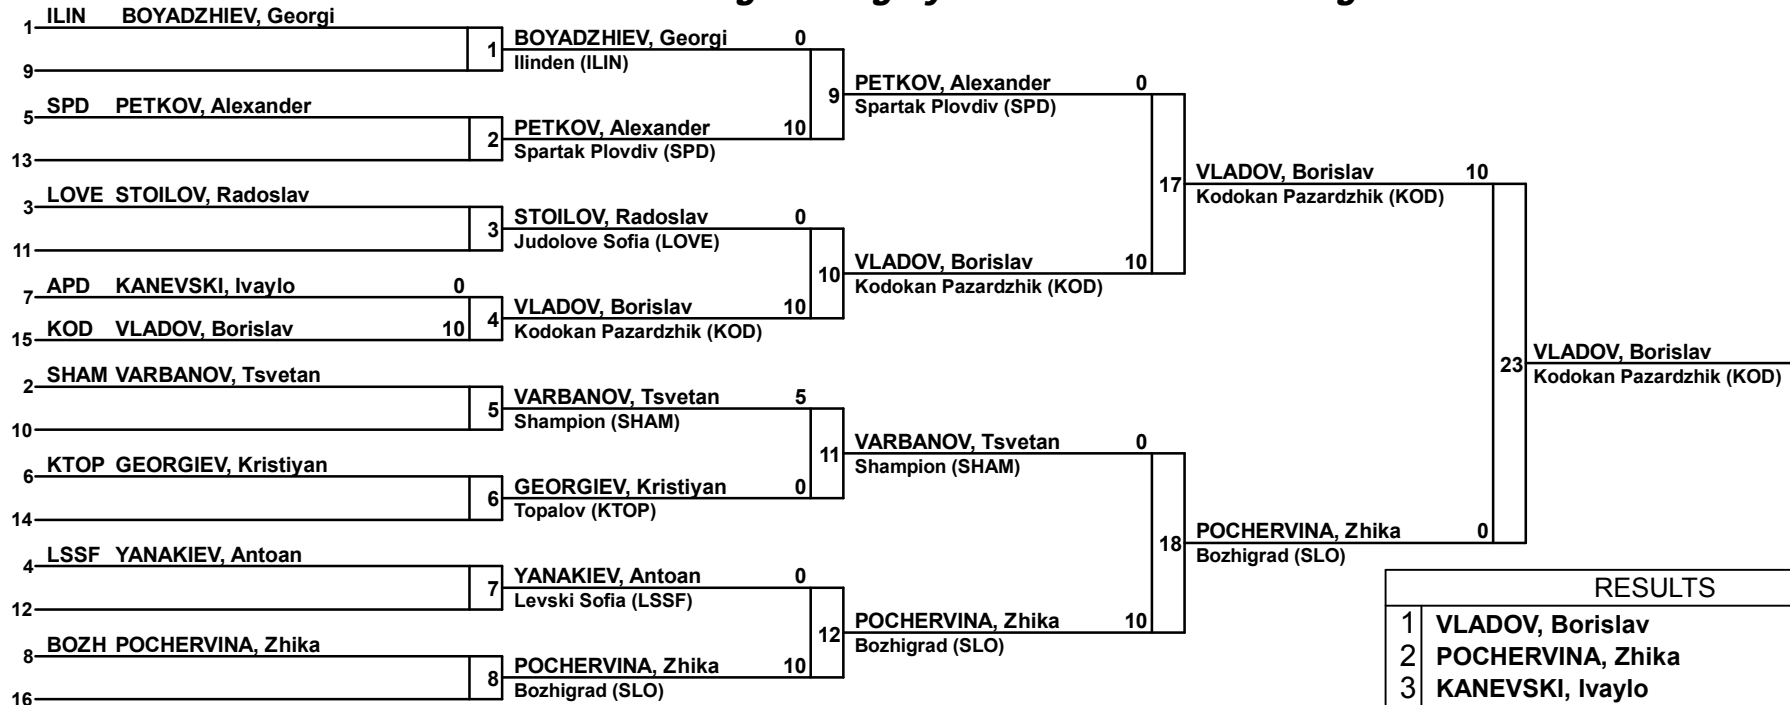 ILIN BOYADZHIEV, Georgi
1
9
1
BOYADZHIEV, Georgi 0
Ilinden (ILIN)
SPD PETKOV, Alexander
5
13
2
PETKOV, Alexander 10
Spartak Plovdiv (SPD)
9
PETKOV, Alexander 0
Spartak Plovdiv (SPD)
LOVE STOILOV, Radoslav
3
11
3
STOILOV, Radoslav 0
Judolove Sofia (LOVE)
APD KANEVSKI, Ivaylo 0
7
KOD VLADOV, Borislav 10
15
4
VLADOV, Borislav 10
Kodokan Pazardzhik (KOD)
10
VLADOV, Borislav 10
Kodokan Pazardzhik (KOD)
17
VLADOV, Borislav 10
Kodokan Pazardzhik (KOD)
SHAM VARBANOV, Tsvetan
2
10
5
VARBANOV, Tsvetan 5
Shampion (SHAM)
KTOP GEORGIEV, Kristiyan
6
14
6
GEORGIEV, Kristiyan 0
Topalov (KTOP)
11
VARBANOV, Tsvetan 0
Shampion (SHAM)
LSSF YANAKIEV, Antoan
4
12
7
YANAKIEV, Antoan 0
Levski Sofia (LSSF)
BOZH POCHERVINA, Zhika
8
16
8
POCHERVINA, Zhika 10
Bozhigrad (SLO)
12
POCHERVINA, Zhika 10
Bozhigrad (SLO)
18
POCHERVINA, Zhika 0
Bozhigrad (SLO)
23
VLADOV, Borislav
Kodokan Pazardzhik (KOD)
RESULTS
1 VLADOV, Borislav
2 POCHERVINA, Zhika
3 KANEVSKI, Ivaylo